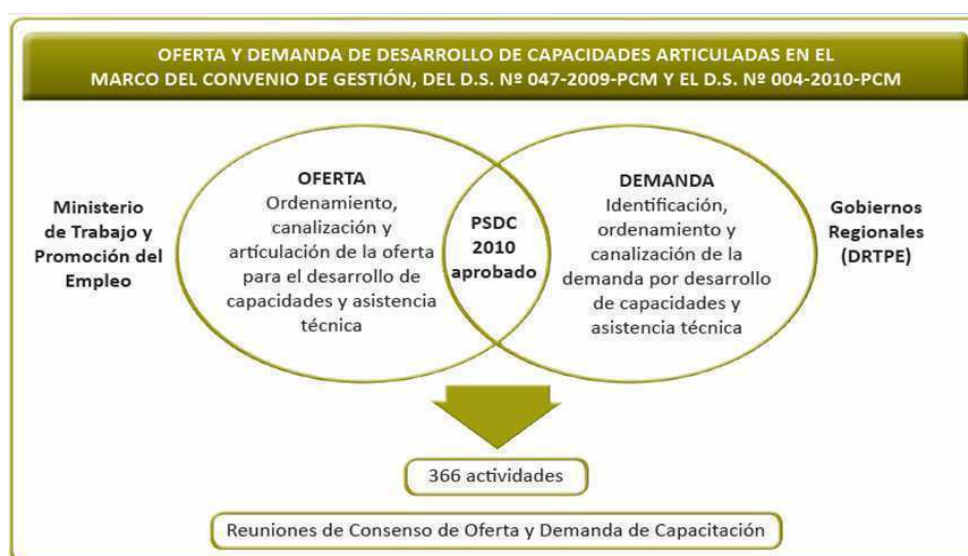 OFERTA Y DEMANDA DE DESARROLLO DE CAPACIDADES ARTICULADAS EN EL
MARCO DEL CONVENIO DE GESTIÓN, DEL D.S. Nº 047-2009-PCM Y EL D.S. Nº 004-2010-PCM
Ministerio
de Trabajo y
Promoción del
Empleo
OFERTA
Ordenamiento,
canalización y
articulación de la oferta
para el desarrollo de
capacidades y asistencia
técnica
PSDC
2010
aprobado
DEMANDA
Identificación,
ordenamiento y
canalización de la
demanda por desarrollo
de capacidades y
asistencia técnica
Gobiernos
Regionales
(DRTPE)
366 actividades
Reuniones de Consenso de Oferta y Demanda de Capacitación